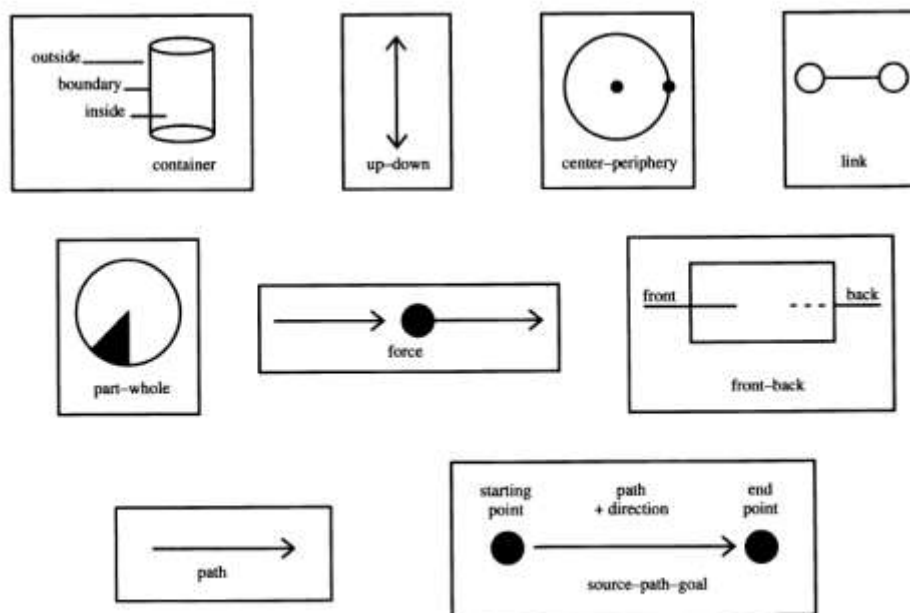 outside
boundary
inside
container
up–down
center–periphery
link
part–whole
force
front
back
front–back
path
starting
point
path
+ direction
end
point
source–path–goal